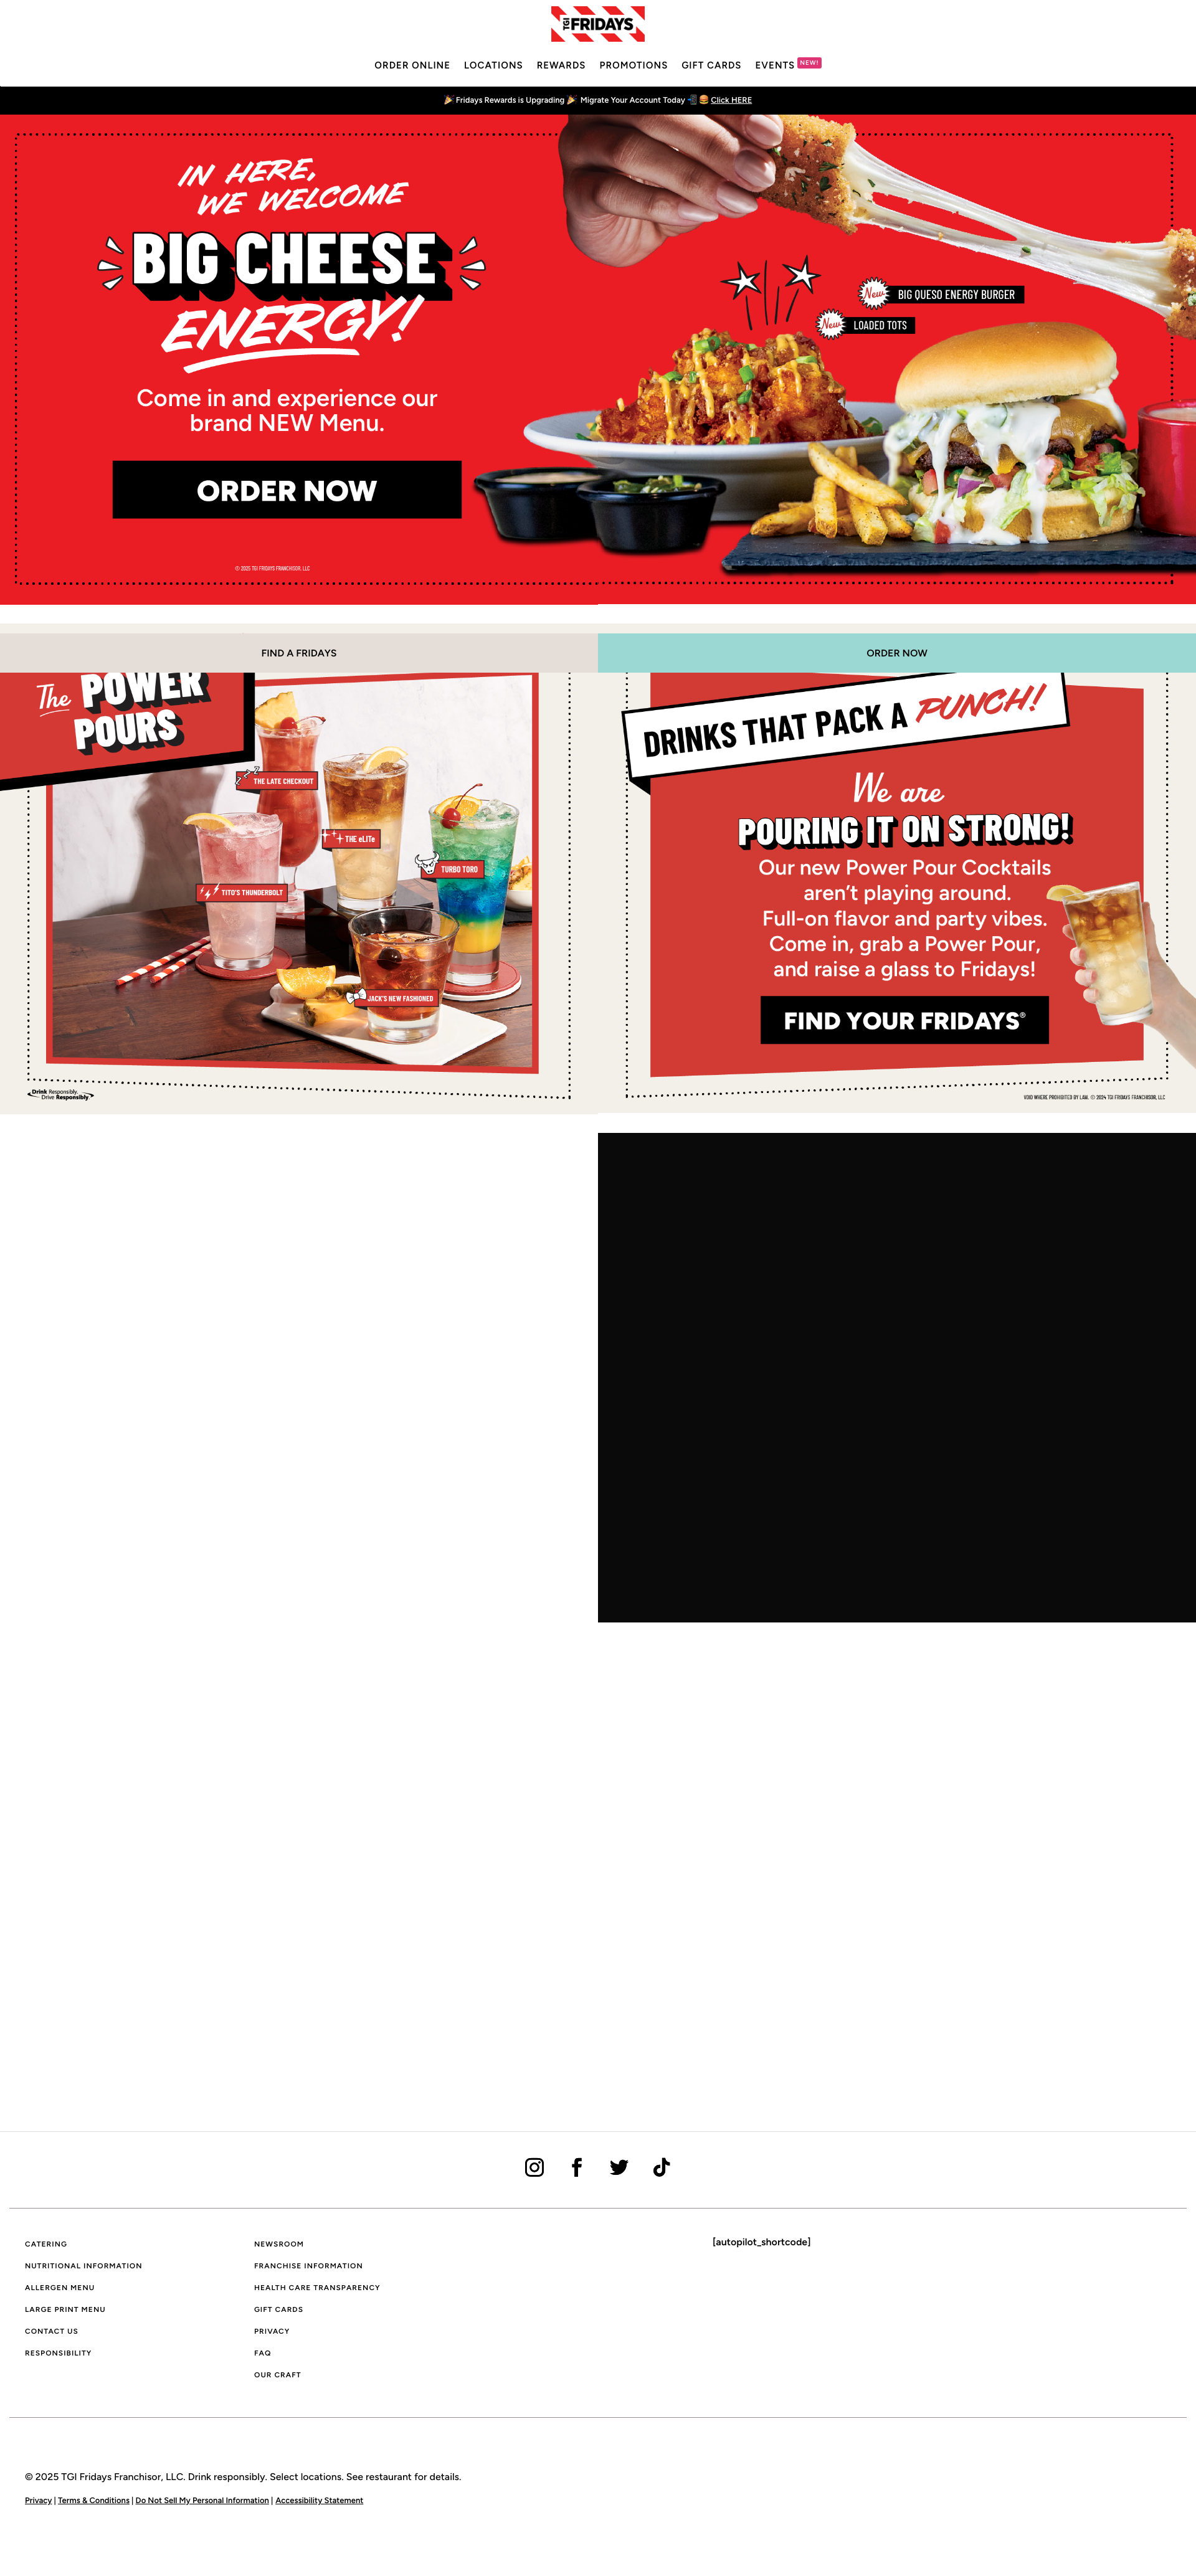 TGI FRIDAYS
ORDER ONLINE LOCATIONS REWARDS PROMOTIONS GIFT CARDS EVENTS NEW!
🎉 Fridays Rewards is Upgrading 🎉 Migrate Your Account Today 📲 🍔 Click HERE
IN HERE,
WE WELCOME
BIG CHEESE
ENERGY!
Come in and experience our
brand NEW Menu.
ORDER NOW
© 2025 TGI FRIDAYS FRANCHISOR, LLC
New BIG QUESO ENERGY BURGER
New LOADED TOTS
FIND A FRIDAYS
ORDER NOW
The POWER
POURS
THE LATE CHECKOUT
THE eLITe
TURBO TORO
TITO'S THUNDERBOLT
JACK'S NEW FASHIONED
Drink Responsibly.
Drive Responsibly
DRINKS THAT PACK A PUNCH!
We are
POURING IT ON STRONG!
Our new Power Pour Cocktails
aren't playing around.
Full-on flavor and party vibes.
Come in, grab a Power Pour,
and raise a glass to Fridays!
FIND YOUR FRIDAYS®
VOID WHERE PROHIBITED BY LAW. © 2024 TGI FRIDAYS FRANCHISOR, LLC
CATERING
NUTRITIONAL INFORMATION
ALLERGEN MENU
LARGE PRINT MENU
CONTACT US
RESPONSIBILITY
NEWSROOM
FRANCHISE INFORMATION
HEALTH CARE TRANSPARENCY
GIFT CARDS
PRIVACY
FAQ
OUR CRAFT
[autopilot_shortcode]
© 2025 TGI Fridays Franchisor, LLC. Drink responsibly. Select locations. See restaurant for details.
Privacy | Terms & Conditions | Do Not Sell My Personal Information | Accessibility Statement